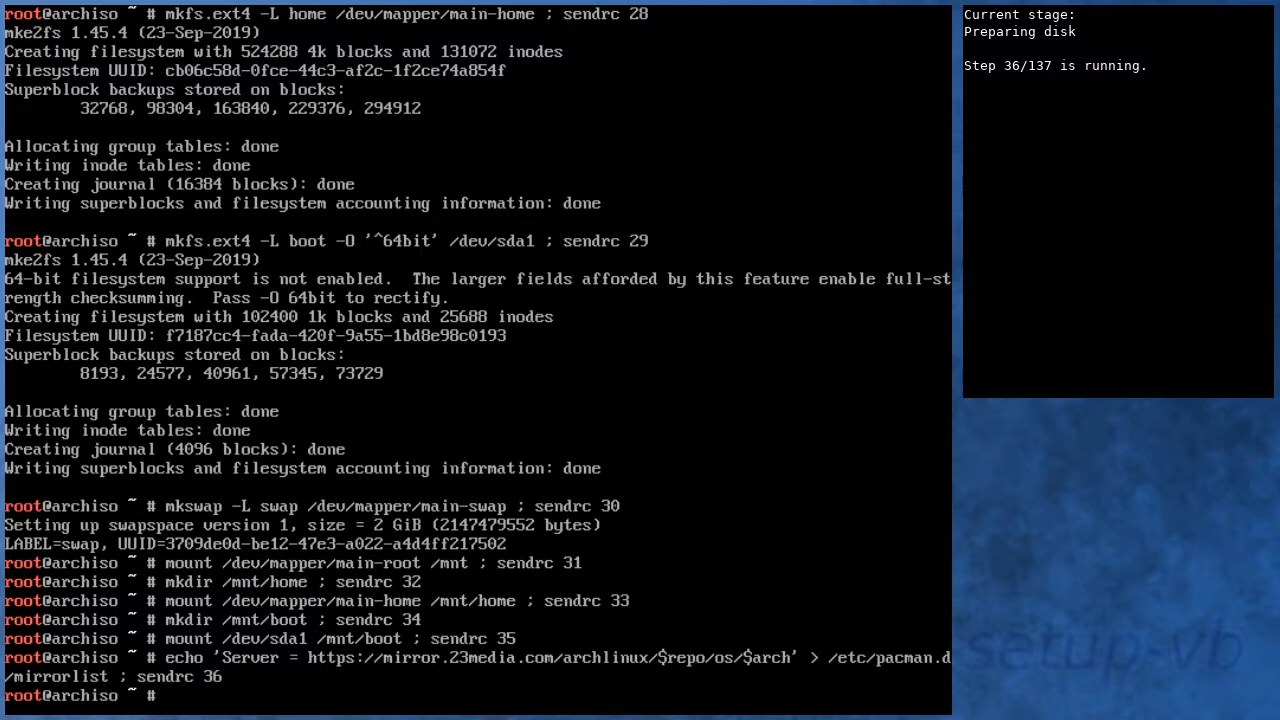 root@archiso ~ # mkfs.ext4 -L home /dev/mapper/main-home ; sendrc 28
mke2fs 1.45.4 (23-Sep-2019)
Creating filesystem with 524288 4k blocks and 131072 inodes
Filesystem UUID: cb06c58d-0fce-44c3-af2c-1f2ce74a854f
Superblock backups stored on blocks:
        32768, 98304, 163840, 229376, 294912
Allocating group tables: done
Writing inode tables: done
Creating journal (16384 blocks): done
Writing superblocks and filesystem accounting information: done
root@archiso ~ # mkfs.ext4 -L boot -O '^64bit' /dev/sda1 ; sendrc 29
mke2fs 1.45.4 (23-Sep-2019)
64-bit filesystem support is not enabled.  The larger fields afforded by this feature enable full-st
rength checksumming.  Pass -O 64bit to rectify.
Creating filesystem with 102400 1k blocks and 25688 inodes
Filesystem UUID: f7187cc4-fada-420f-9a55-1bd8e98c0193
Superblock backups stored on blocks:
        8193, 24577, 40961, 57345, 73729
Allocating group tables: done
Writing inode tables: done
Creating journal (4096 blocks): done
Writing superblocks and filesystem accounting information: done
root@archiso ~ # mkswap -L swap /dev/mapper/main-swap ; sendrc 30
Setting up swapspace version 1, size = 2 GiB (2147479552 bytes)
LABEL=swap, UUID=3709de0d-be12-47e3-a022-a4d4ff217502
root@archiso ~ # mount /dev/mapper/main-root /mnt ; sendrc 31
root@archiso ~ # mkdir /mnt/home ; sendrc 32
root@archiso ~ # mount /dev/mapper/main-home /mnt/home ; sendrc 33
root@archiso ~ # mkdir /mnt/boot ; sendrc 34
root@archiso ~ # mount /dev/sda1 /mnt/boot ; sendrc 35
root@archiso ~ # echo 'Server = https://mirror.23media.com/archlinux/$repo/os/$arch' > /etc/pacman.d
/mirrorlist ; sendrc 36
root@archiso ~ #
Current stage:
Preparing disk
Step 36/137 is running.
setup-vb